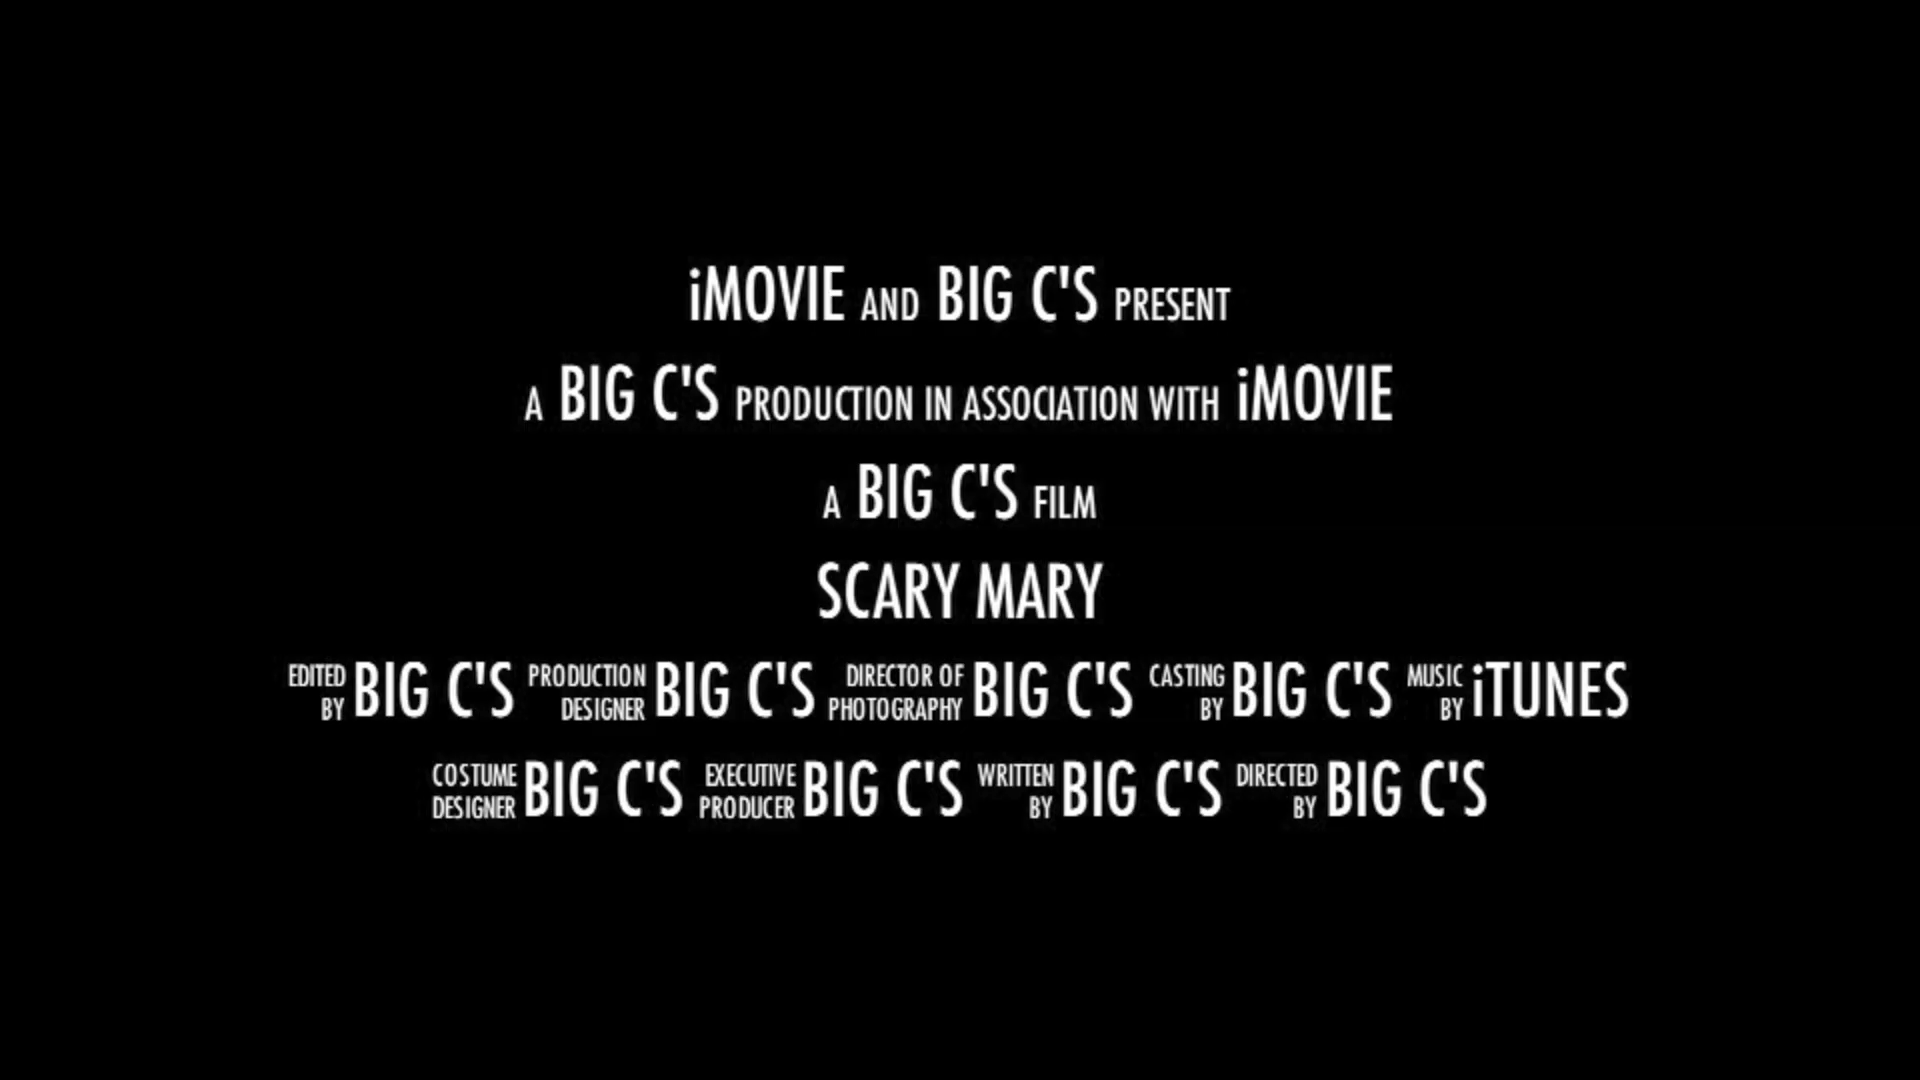 iMOVIE AND BIG C'S PRESENT
A BIG C'S PRODUCTION IN ASSOCIATION WITH iMOVIE
A BIG C'S FILM
SCARY MARY
EDITED BY BIG C'S PRODUCTION DESIGNER BIG C'S DIRECTOR OF PHOTOGRAPHY BIG C'S CASTING BY BIG C'S MUSIC BY iTUNES
COSTUME DESIGNER BIG C'S EXECUTIVE PRODUCER BIG C'S WRITTEN BY BIG C'S DIRECTED BY BIG C'S